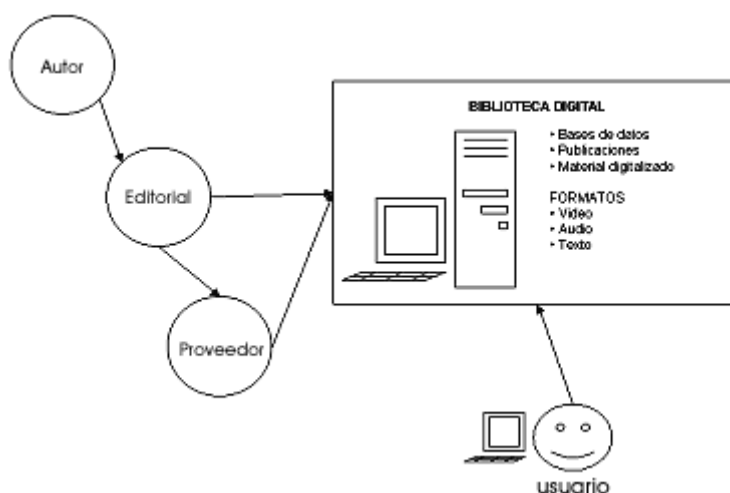 Autor
Editorial
Proveedor
BIBLIOTECA DIGITAL
• Bases de datos
• Publicaciones
• Material digitalizado
FORMATOS
• Video
• Audio
• Texto
usuario